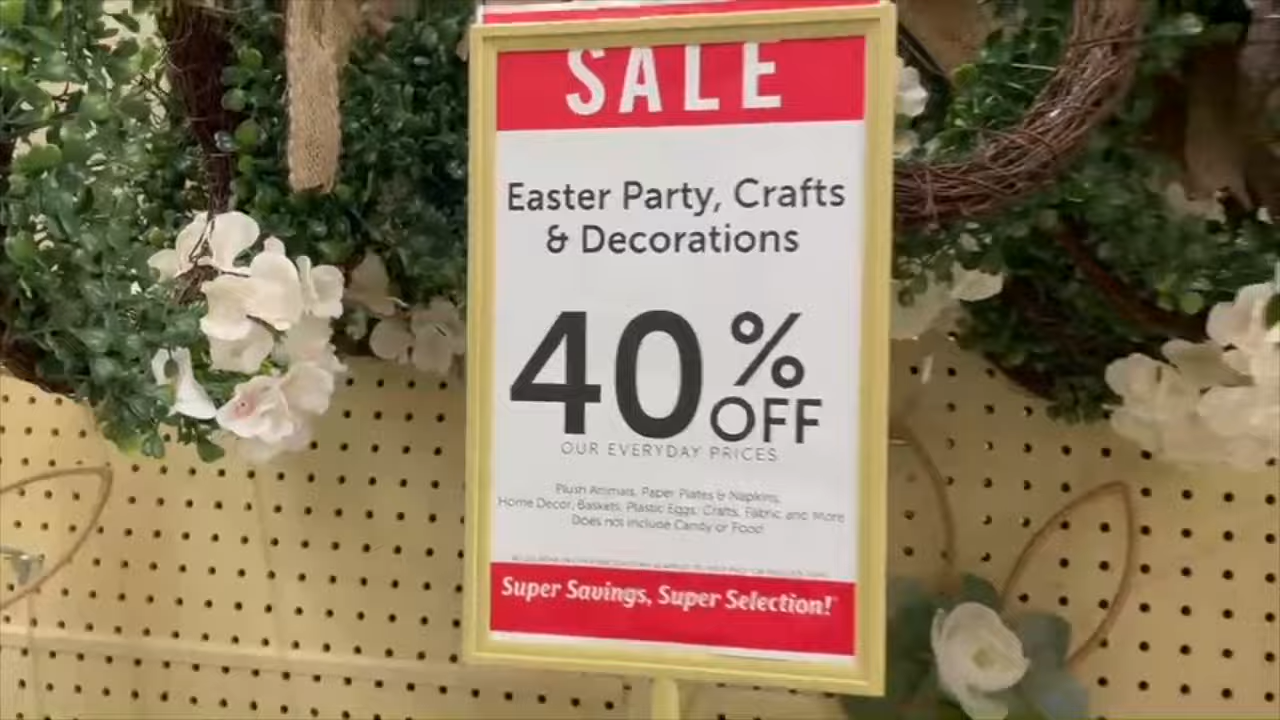 SALE
Easter Party, Crafts
& Decorations
40% OFF
OUR EVERYDAY PRICES
Plush Animals, Paper Plates & Napkins,
Home Decor, Baskets, Plastic Eggs, Crafts, Fabric and More
Does not include Candy or Food
Super Savings, Super Selection!